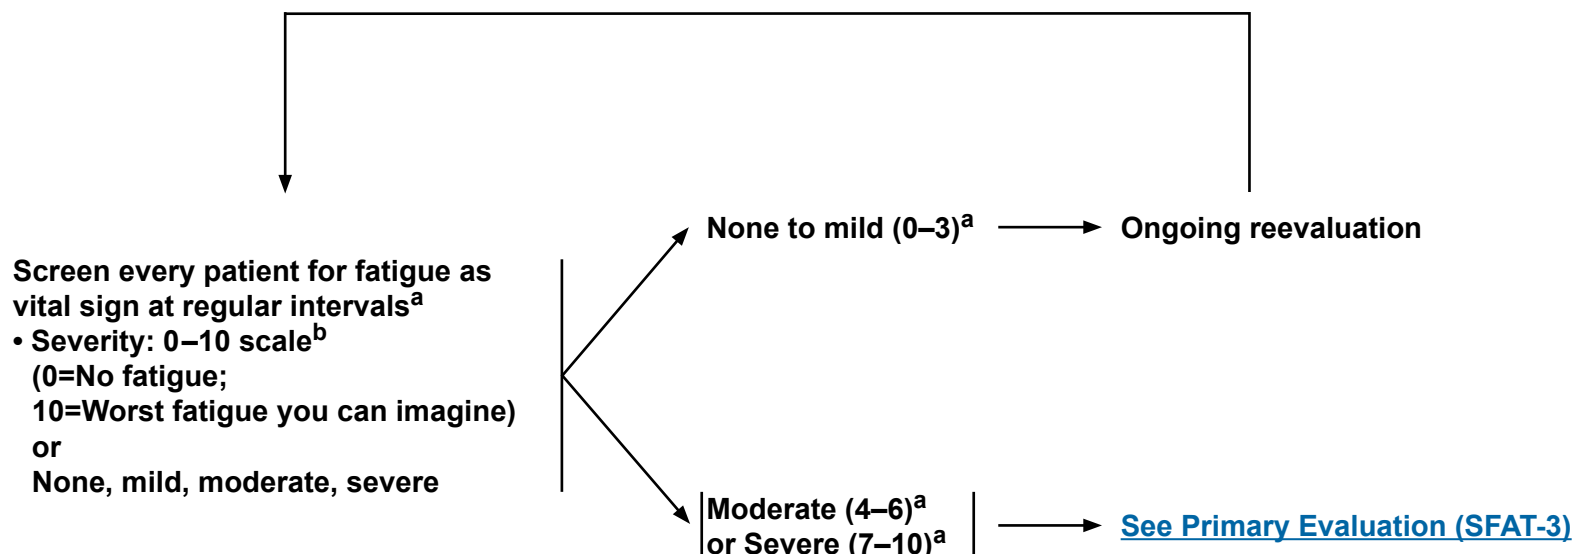 Screen every patient for fatigue as
vital sign at regular intervalsa
• Severity: 0–10 scaleb
(0=No fatigue;
10=Worst fatigue you can imagine)
or
None, mild, moderate, severe
None to mild (0–3)a
Ongoing reevaluation
Moderate (4–6)a
or Severe (7–10)a
See Primary Evaluation (SFAT-3)